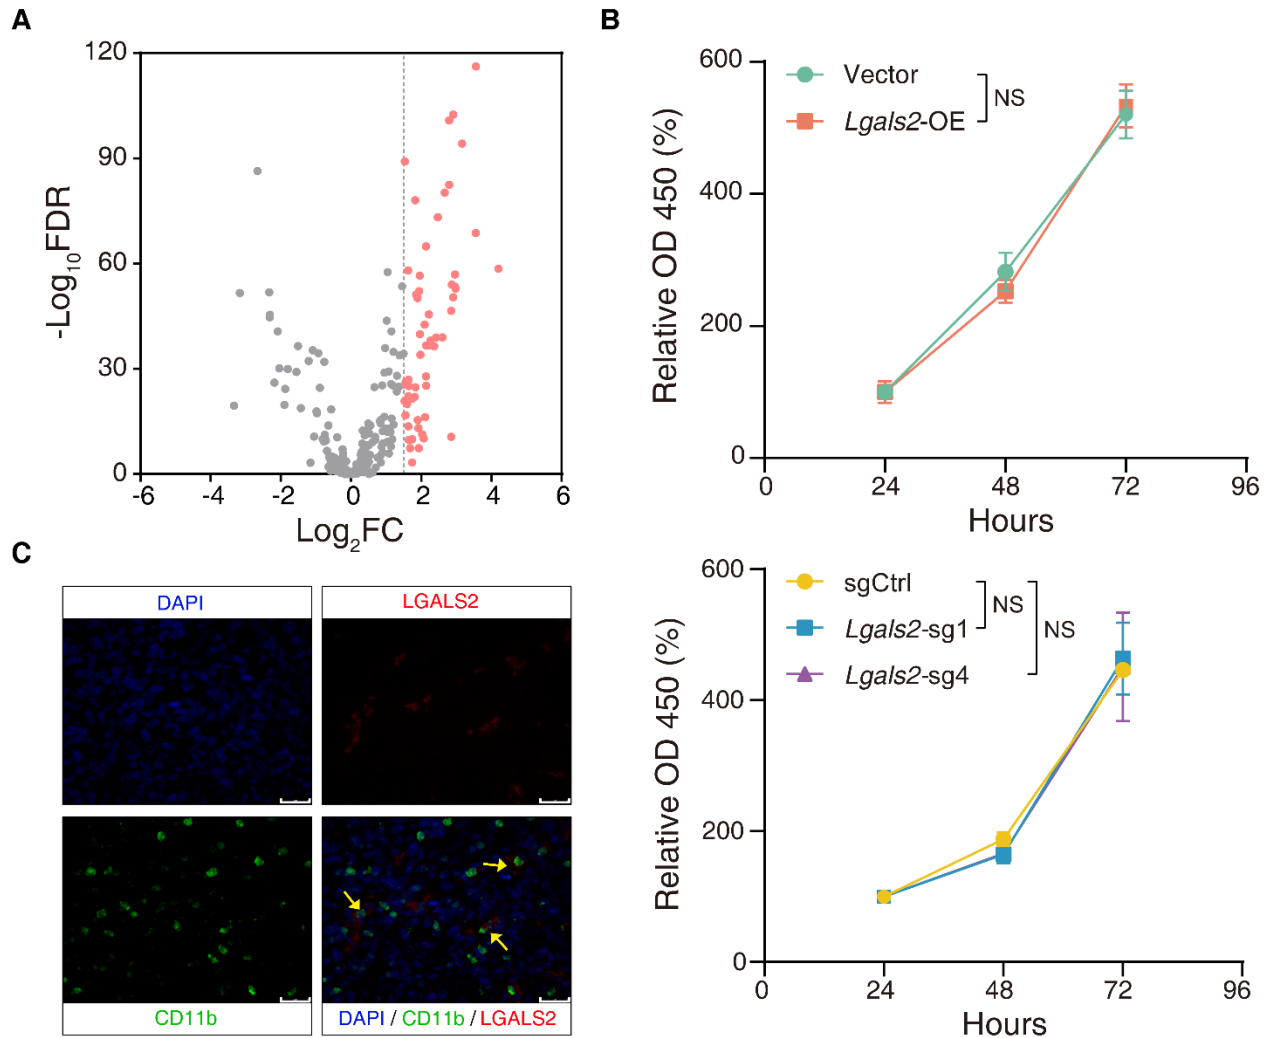 A
120
90
60
30
0
-Log10FDR
-6 -4 -2 0 2 4 6
Log2FC
B
600
400
200
0
Relative OD 450 (%)
Vector
Lgals2-OE
NS
0 24 48 72 96
Hours
600
400
200
0
Relative OD 450 (%)
sgCtrl
Lgals2-sg1
Lgals2-sg4
NS
NS
0 24 48 72 96
Hours
C
DAPI
LGALS2
CD11b
DAPI / CD11b / LGALS2